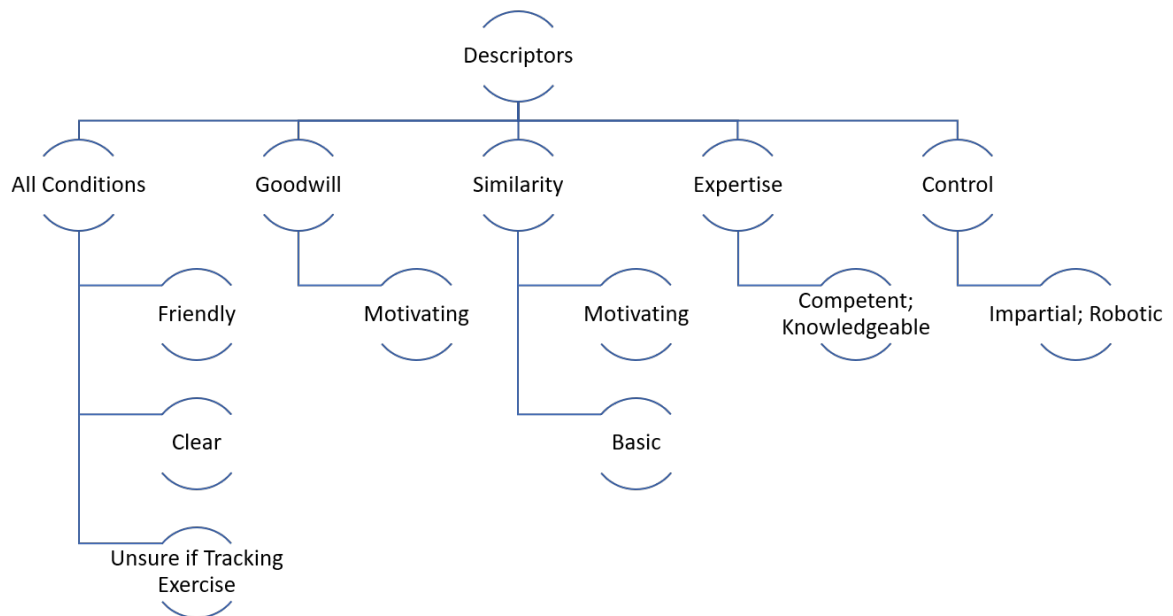 Descriptors
All Conditions
Goodwill
Similarity
Expertise
Control
Friendly
Motivating
Motivating
Competent;
Knowledgeable
Impartial; Robotic
Clear
Basic
Unsure if Tracking
Exercise